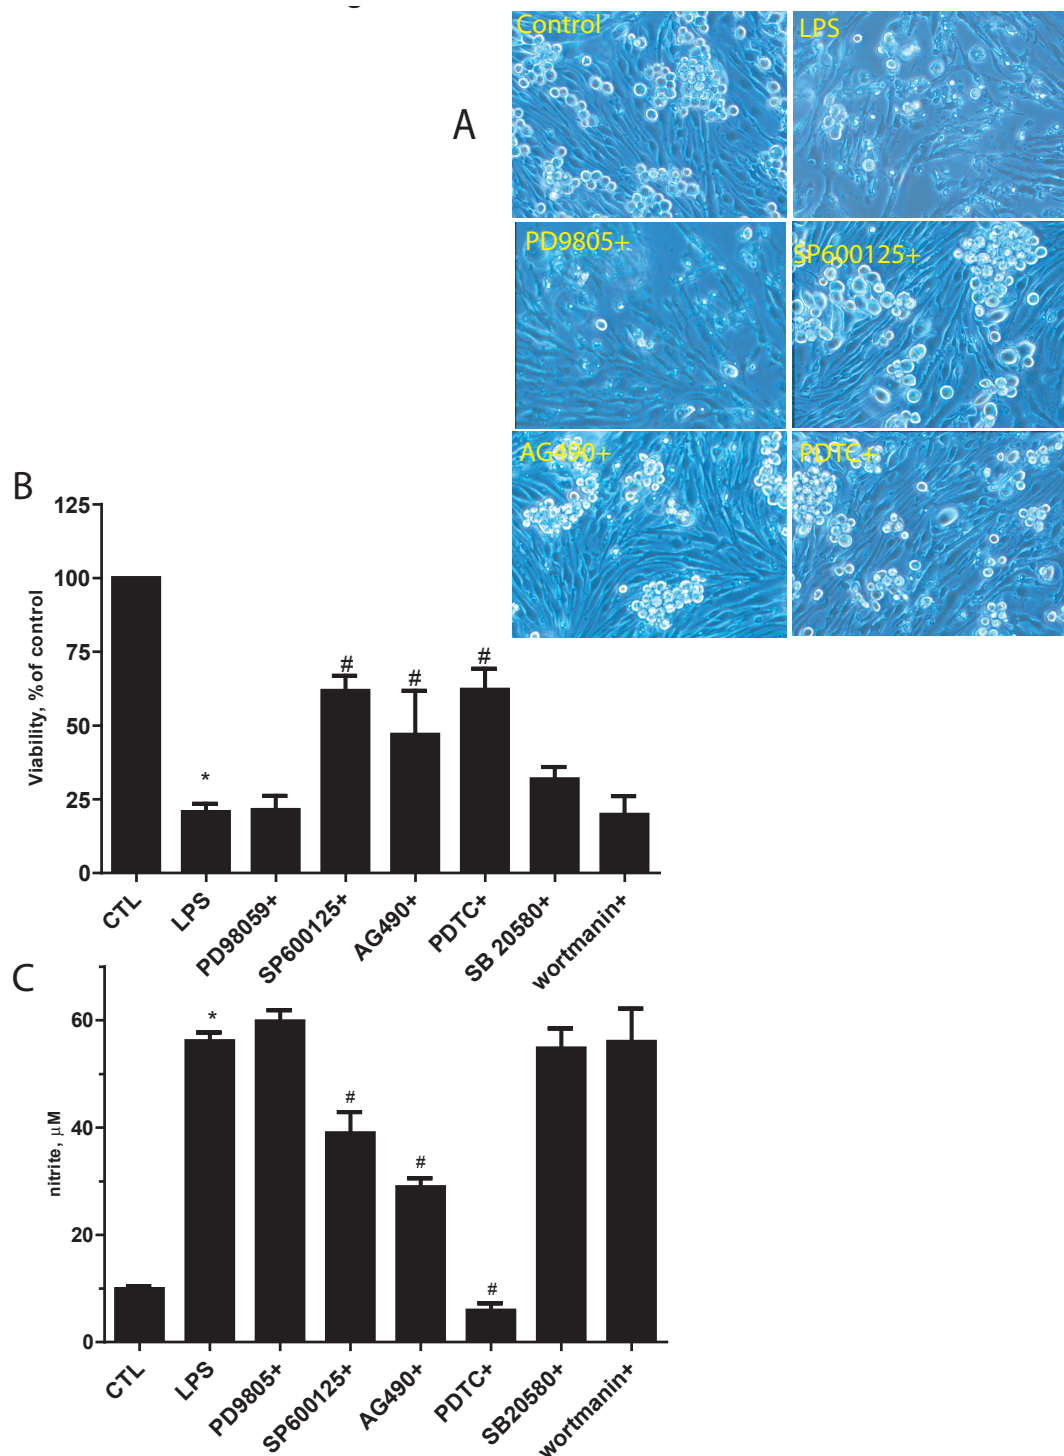 A
Control
LPS
PD9805+
SP600125+
AG490+
PDTC+
B
Viability, % of control
125
100
75
50
25
0
*
#
#
#
CTL
LPS
PD98059+
SP600125+
AG490+
PDTC+
SB 20580+
wortmanin+
C
nitrite, μM
60
40
20
0
*
#
#
#
CTL
LPS
PD9805+
SP600125+
AG490+
PDTC+
SB20580+
wortmanin+